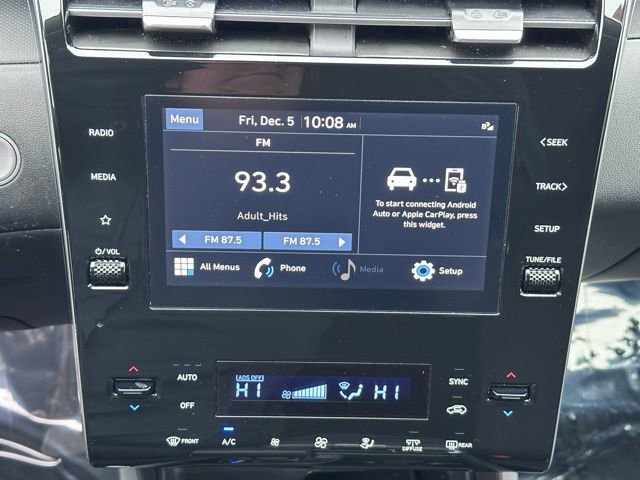 Menu
Fri, Dec. 5
10:08 AM
FM
93.3
Adult_Hits
FM 87.5
FM 87.5
To start connecting Android
Auto or Apple CarPlay, press
this widget.
All Menus
Phone
Media
Setup
RADIO
MEDIA
VOL
SEEK
TRACK
SETUP
TUNE/FILE
AUTO
OFF
ADS OFF
HI
HI
SYNC
FRONT
A/C
DIFFUSE
REAR